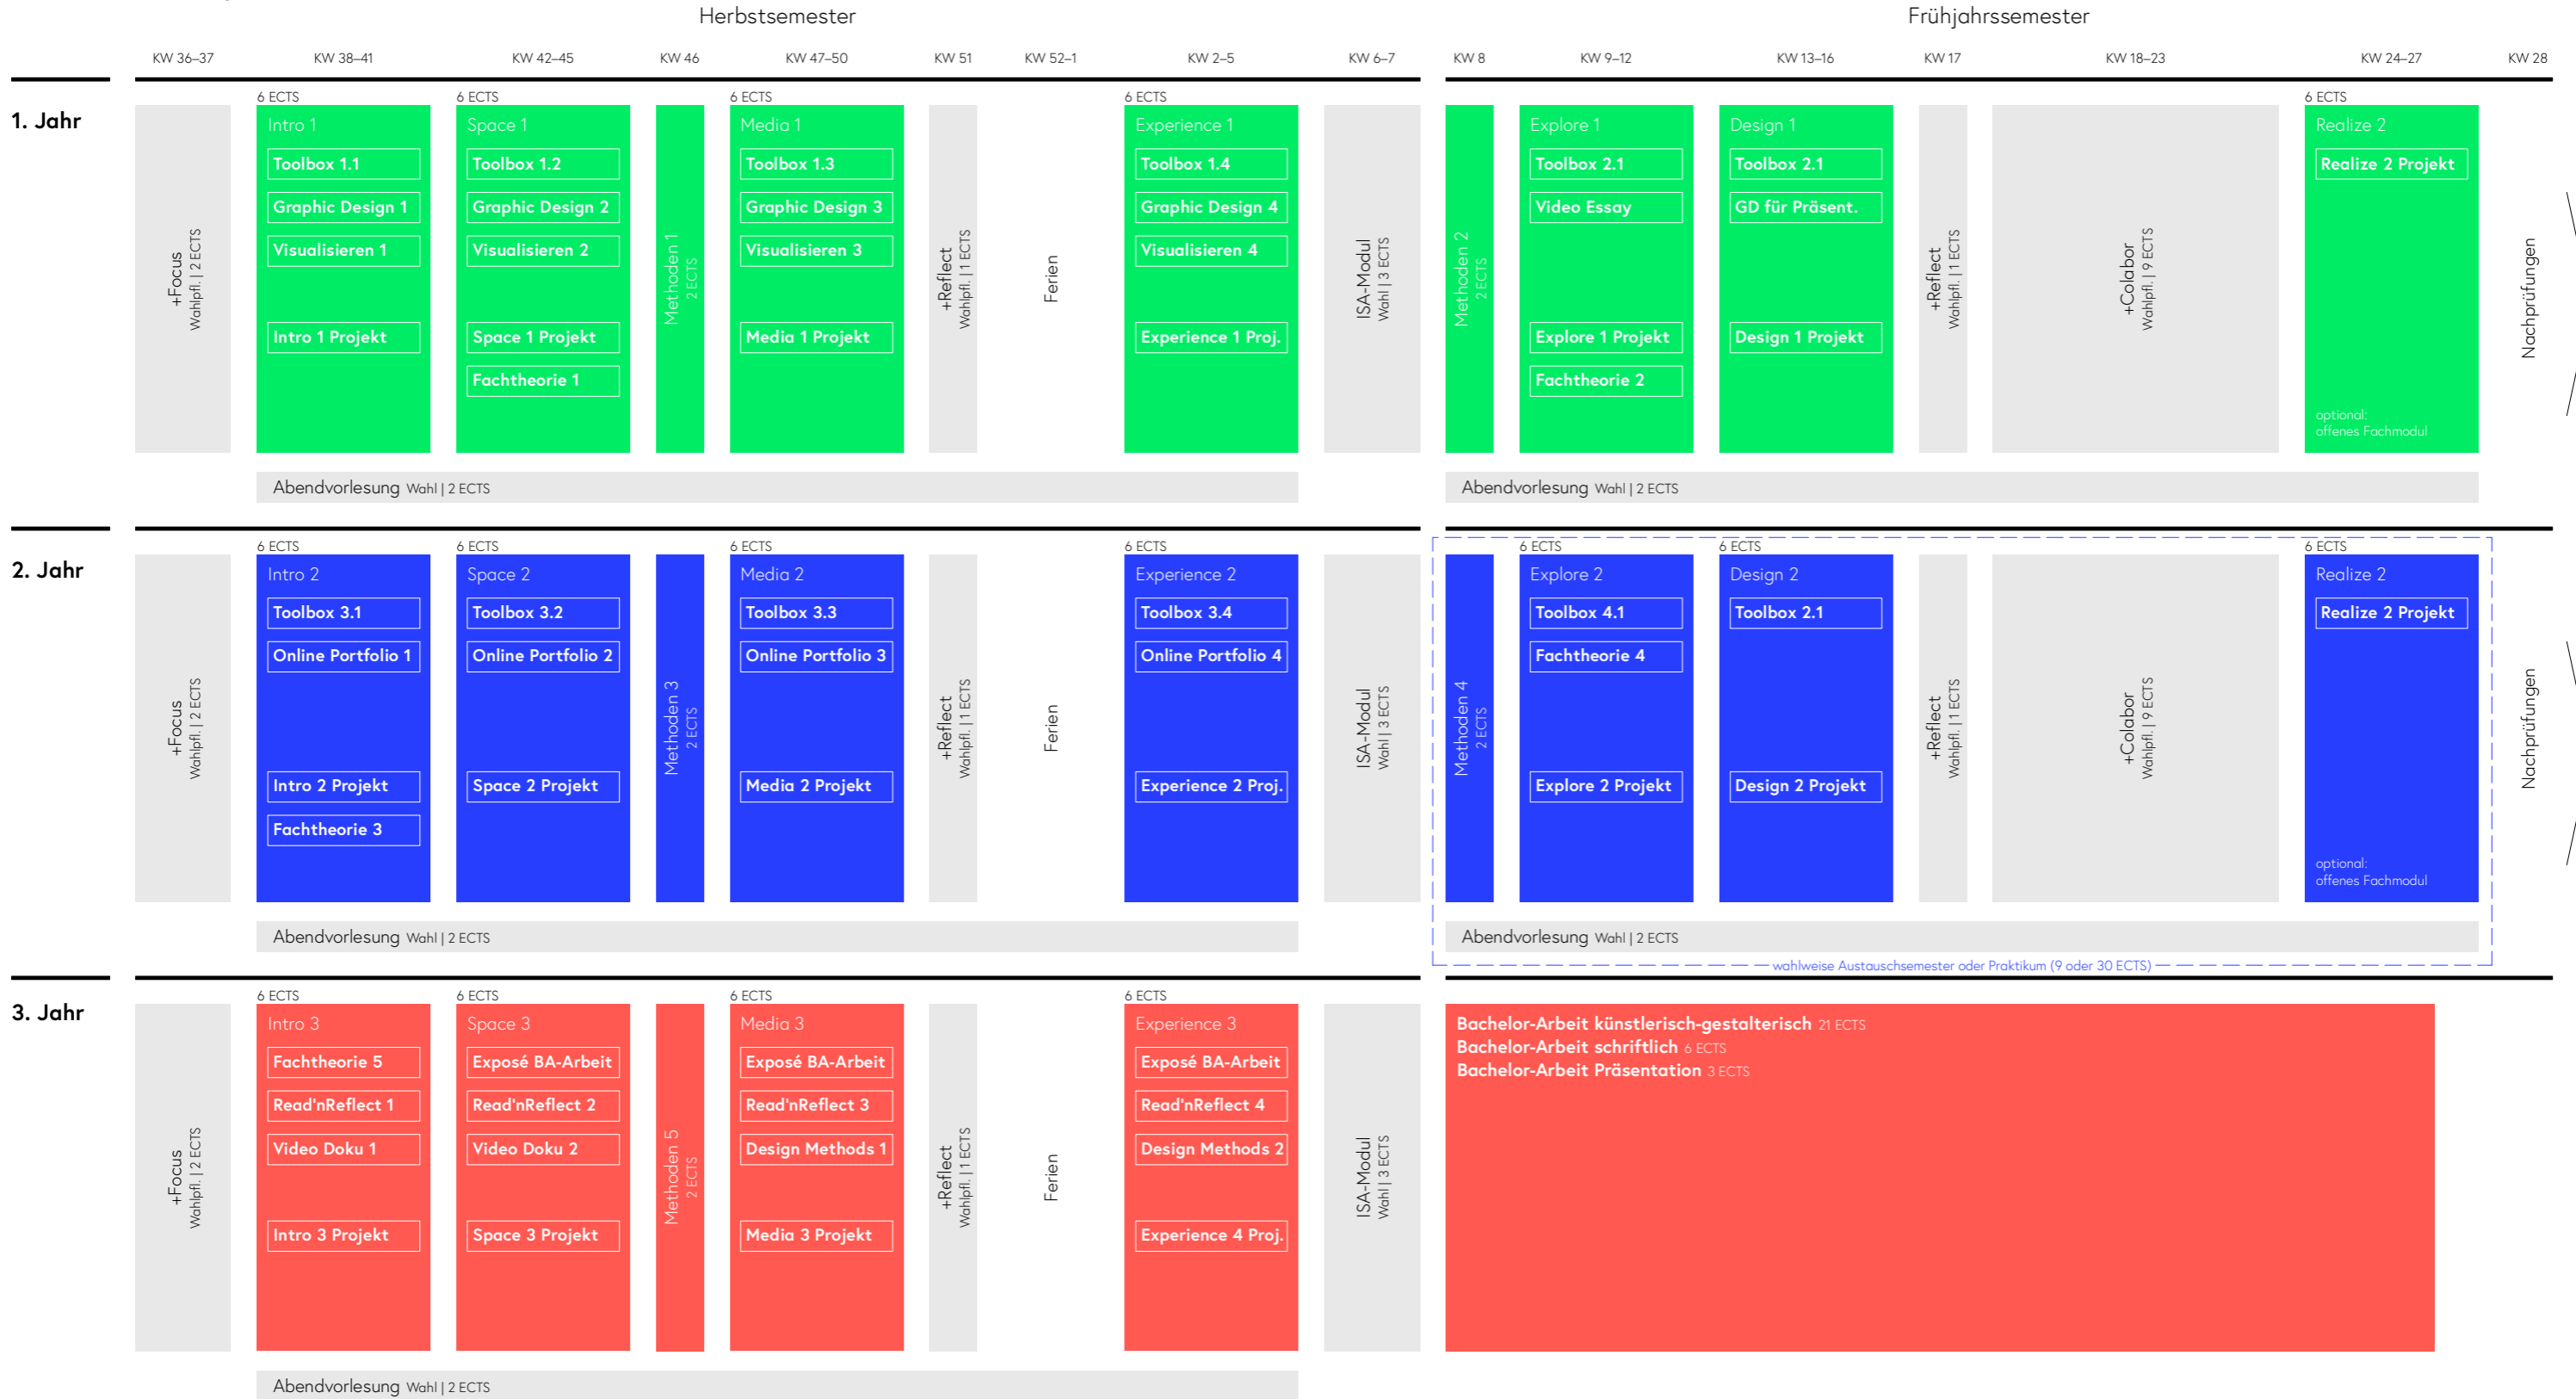 Herbstsemester
Frühjahrssemester
KW 36–37
KW 38–41
KW 42–45
KW 46
KW 47–50
KW 51
KW 52–1
KW 2–5
KW 6–7
KW 8
KW 9–12
KW 13–16
KW 17
KW 18–23
KW 24–27
KW 28
1. Jahr
+Focus
Wahlpfl. | 2 ECTS
6 ECTS
Intro 1
Toolbox 1.1
Graphic Design 1
Visualisieren 1
Intro 1 Projekt
6 ECTS
Space 1
Toolbox 1.2
Graphic Design 2
Visualisieren 2
Space 1 Projekt
Fachtheorie 1
Methoden 1
2 ECTS
6 ECTS
Media 1
Toolbox 1.3
Graphic Design 3
Visualisieren 3
Media 1 Projekt
+Reflect
Wahlpfl. | 1 ECTS
Ferien
6 ECTS
Experience 1
Toolbox 1.4
Graphic Design 4
Visualisieren 4
Experience 1 Proj.
ISA-Modul
Wahl | 3 ECTS
Methoden 2
2 ECTS
Explore 1
Toolbox 2.1
Video Essay
Explore 1 Projekt
Fachtheorie 2
Design 1
Toolbox 2.1
GD für Präsent.
Design 1 Projekt
+Reflect
Wahlpfl. | 1 ECTS
+Colabor
Wahlpfl. | 9 ECTS
6 ECTS
Realize 2
Realize 2 Projekt
optional:
offenes Fachmodul
Nachprüfungen
Abendvorlesung Wahl | 2 ECTS
Abendvorlesung Wahl | 2 ECTS
2. Jahr
+Focus
Wahlpfl. | 2 ECTS
6 ECTS
Intro 2
Toolbox 3.1
Online Portfolio 1
Intro 2 Projekt
Fachtheorie 3
6 ECTS
Space 2
Toolbox 3.2
Online Portfolio 2
Space 2 Projekt
Methoden 3
2 ECTS
6 ECTS
Media 2
Toolbox 3.3
Online Portfolio 3
Media 2 Projekt
+Reflect
Wahlpfl. | 1 ECTS
Ferien
6 ECTS
Experience 2
Toolbox 3.4
Online Portfolio 4
Experience 2 Proj.
ISA-Modul
Wahl | 3 ECTS
Methoden 4
2 ECTS
6 ECTS
Explore 2
Toolbox 4.1
Fachtheorie 4
Explore 2 Projekt
6 ECTS
Design 2
Toolbox 2.1
Design 2 Projekt
+Reflect
Wahlpfl. | 1 ECTS
+Colabor
Wahlpfl. | 9 ECTS
6 ECTS
Realize 2
Realize 2 Projekt
optional:
offenes Fachmodul
Nachprüfungen
Abendvorlesung Wahl | 2 ECTS
Abendvorlesung Wahl | 2 ECTS
wahlweise Austauschsemester oder Praktikum (9 oder 30 ECTS)
3. Jahr
+Focus
Wahlpfl. | 2 ECTS
6 ECTS
Intro 3
Fachtheorie 5
Read'nReflect 1
Video Doku 1
Intro 3 Projekt
6 ECTS
Space 3
Exposé BA-Arbeit
Read'nReflect 2
Video Doku 2
Space 3 Projekt
Methoden 5
2 ECTS
6 ECTS
Media 3
Exposé BA-Arbeit
Read'nReflect 3
Design Methods 1
Media 3 Projekt
+Reflect
Wahlpfl. | 1 ECTS
Ferien
6 ECTS
Experience 3
Exposé BA-Arbeit
Read'nReflect 4
Design Methods 2
Experience 4 Proj.
ISA-Modul
Wahl | 3 ECTS
Bachelor-Arbeit künstlerisch-gestalterisch 21 ECTS
Bachelor-Arbeit schriftlich 6 ECTS
Bachelor-Arbeit Präsentation 3 ECTS
Abendvorlesung Wahl | 2 ECTS